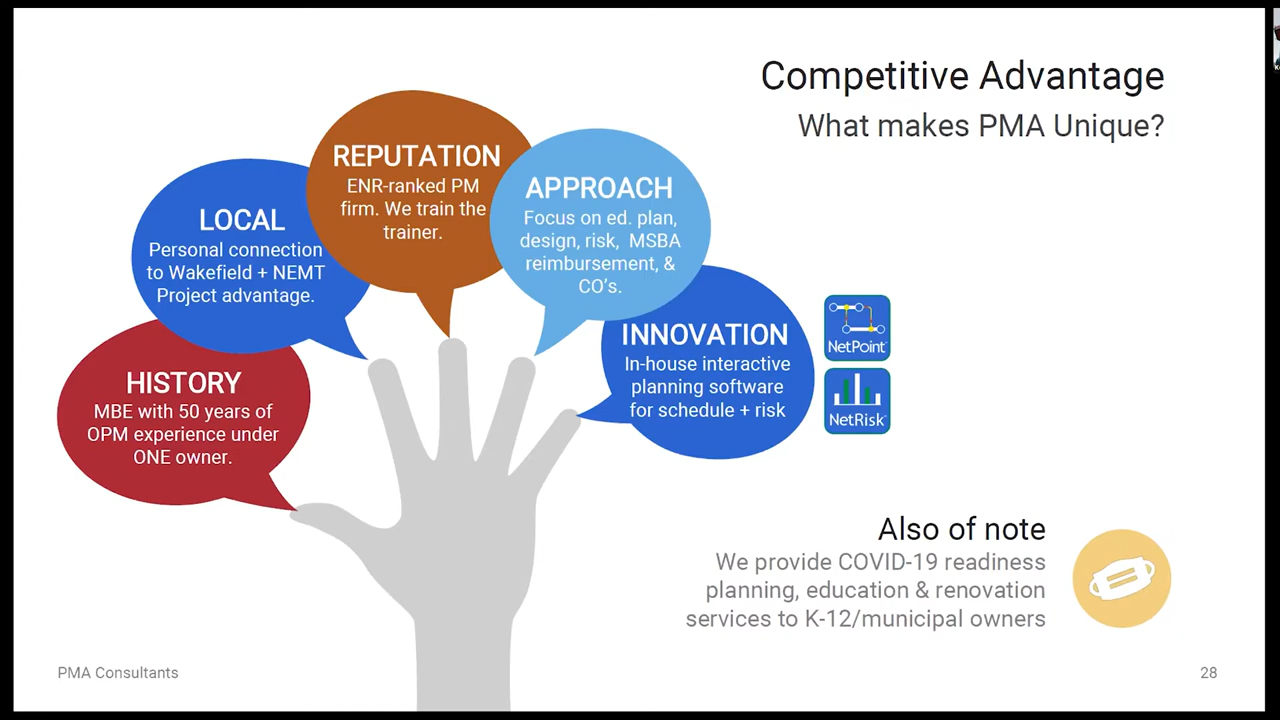 Competitive Advantage
What makes PMA Unique?
HISTORY
MBE with 50 years of
OPM experience under
ONE owner.
LOCAL
Personal connection
to Wakefield + NEMT
Project advantage.
REPUTATION
ENR-ranked PM
firm. We train the
trainer.
APPROACH
Focus on ed. plan,
design, risk, MSBA
reimbursement, &
CO's.
INNOVATION
In-house interactive
planning software
for schedule + risk
NetPoint
NetRisk
Also of note
We provide COVID-19 readiness
planning, education & renovation
services to K-12/municipal owners
PMA Consultants
28